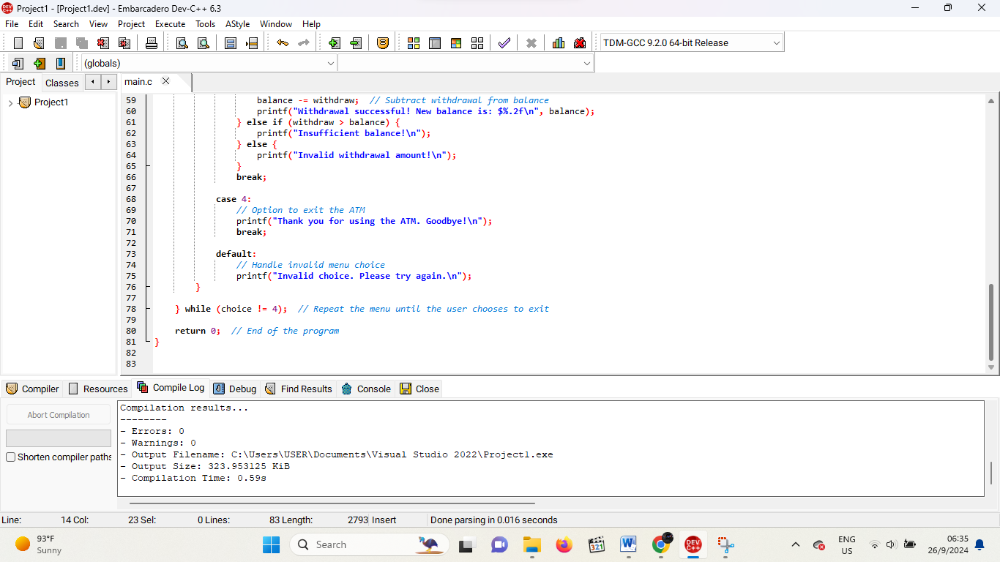 Project1 - [Project1.dev] - Embarcadero Dev-C++ 6.3
File Edit Search View Project Execute Tools AStyle Window Help
TDM-GCC 9.2.0 64-bit Release
(globals)
Project Classes main.c
Project1
59 balance -= withdraw; // Subtract withdrawal from balance
60 printf("Withdrawal successful! New balance is: $%.2f\n", balance);
61 } else if (withdraw > balance) {
62 printf("Insufficient balance!\n");
63 } else {
64 printf("Invalid withdrawal amount!\n");
65 }
66 break;
67
68 case 4:
69 // Option to exit the ATM
70 printf("Thank you for using the ATM. Goodbye!\n");
71 break;
72
73 default:
74 // Handle invalid menu choice
75 printf("Invalid choice. Please try again.\n");
76 }
77
78 } while (choice != 4); // Repeat the menu until the user chooses to exit
79
80 return 0; // End of the program
81 }
82
83
Compiler Resources Compile Log Debug Find Results Console Close
Abort Compilation
Shorten compiler paths
Compilation results...
--------
- Errors: 0
- Warnings: 0
- Output Filename: C:\Users\USER\Documents\Visual Studio 2022\Project1.exe
- Output Size: 323.953125 KiB
- Compilation Time: 0.59s
Line: 14 Col: 23 Sel: 0 Lines: 83 Length: 2793 Insert Done parsing in 0.016 seconds
93°F
Sunny
Search
ENG
US
06:35
26/9/2024